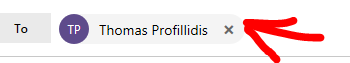 To TP Thomas Profillidis ×